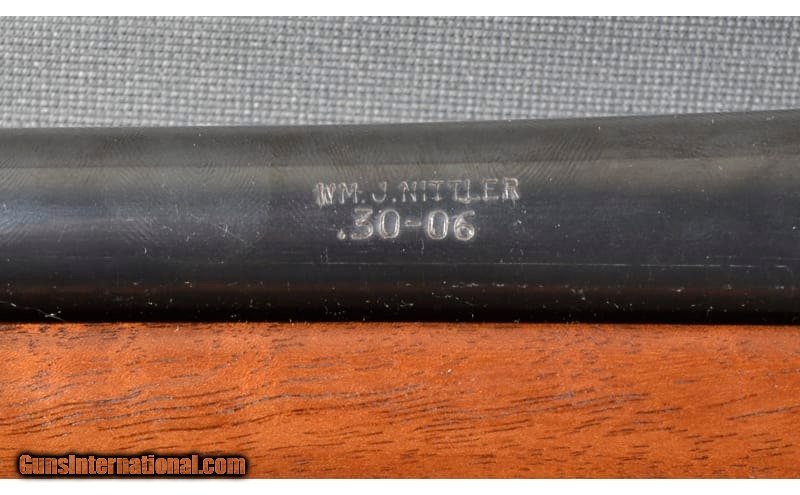 WM.J.NITTLER
.30-06
GunsInternational.com